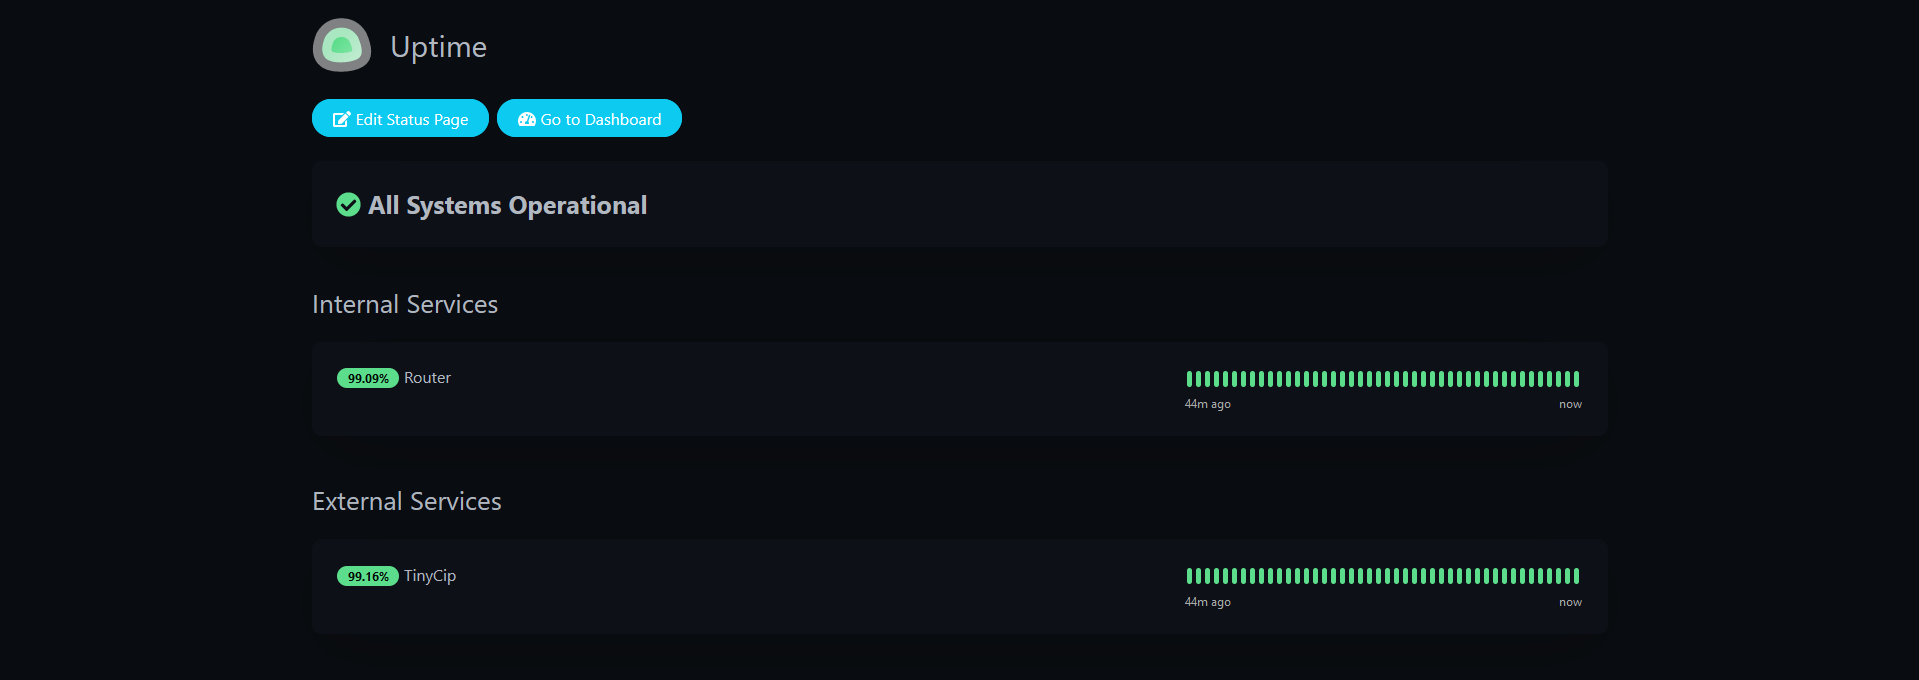 Uptime
Edit Status Page Go to Dashboard
All Systems Operational
Internal Services
99.09% Router
44m ago now
External Services
99.16% TinyCip
44m ago now